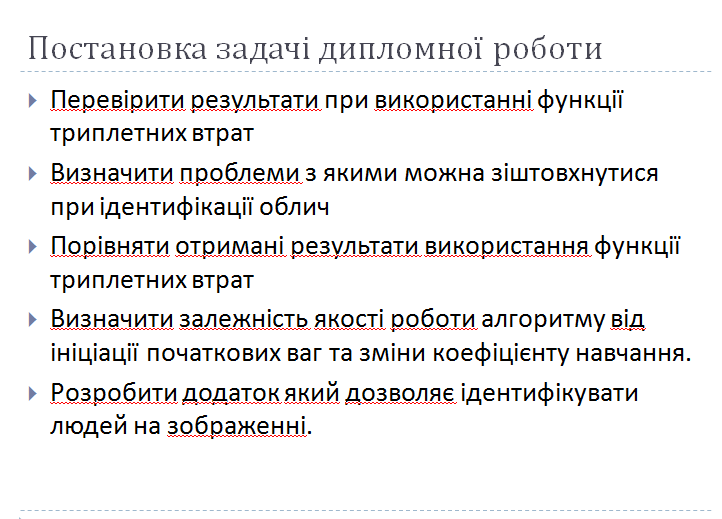 Постановка задачі дипломної роботи
Перевірити результати при використанні функції
триплетних втрат
Визначити проблеми з якими можна зіштовхнутися
при ідентифікації облич
Порівняти отримані результати використання функції
триплетних втрат
Визначити залежність якості роботи алгоритму від
ініціації початкових ваг та зміни коефіцієнту навчання.
Розробити додаток який дозволяє ідентифікувати
людей на зображенні.